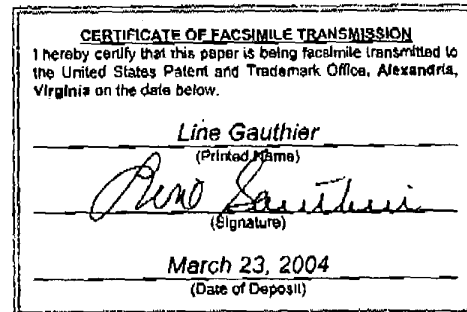 CERTIFICATE OF FACSIMILE TRANSMISSION
I hereby certify that this paper is being facsimile transmitted to
the United States Patent and Trademark Office, Alexandria,
Virginia on the date below.
Line Gauthier
(Printed Name)
Line Gauthier
(Signature)
March 23, 2004
(Date of Deposit)